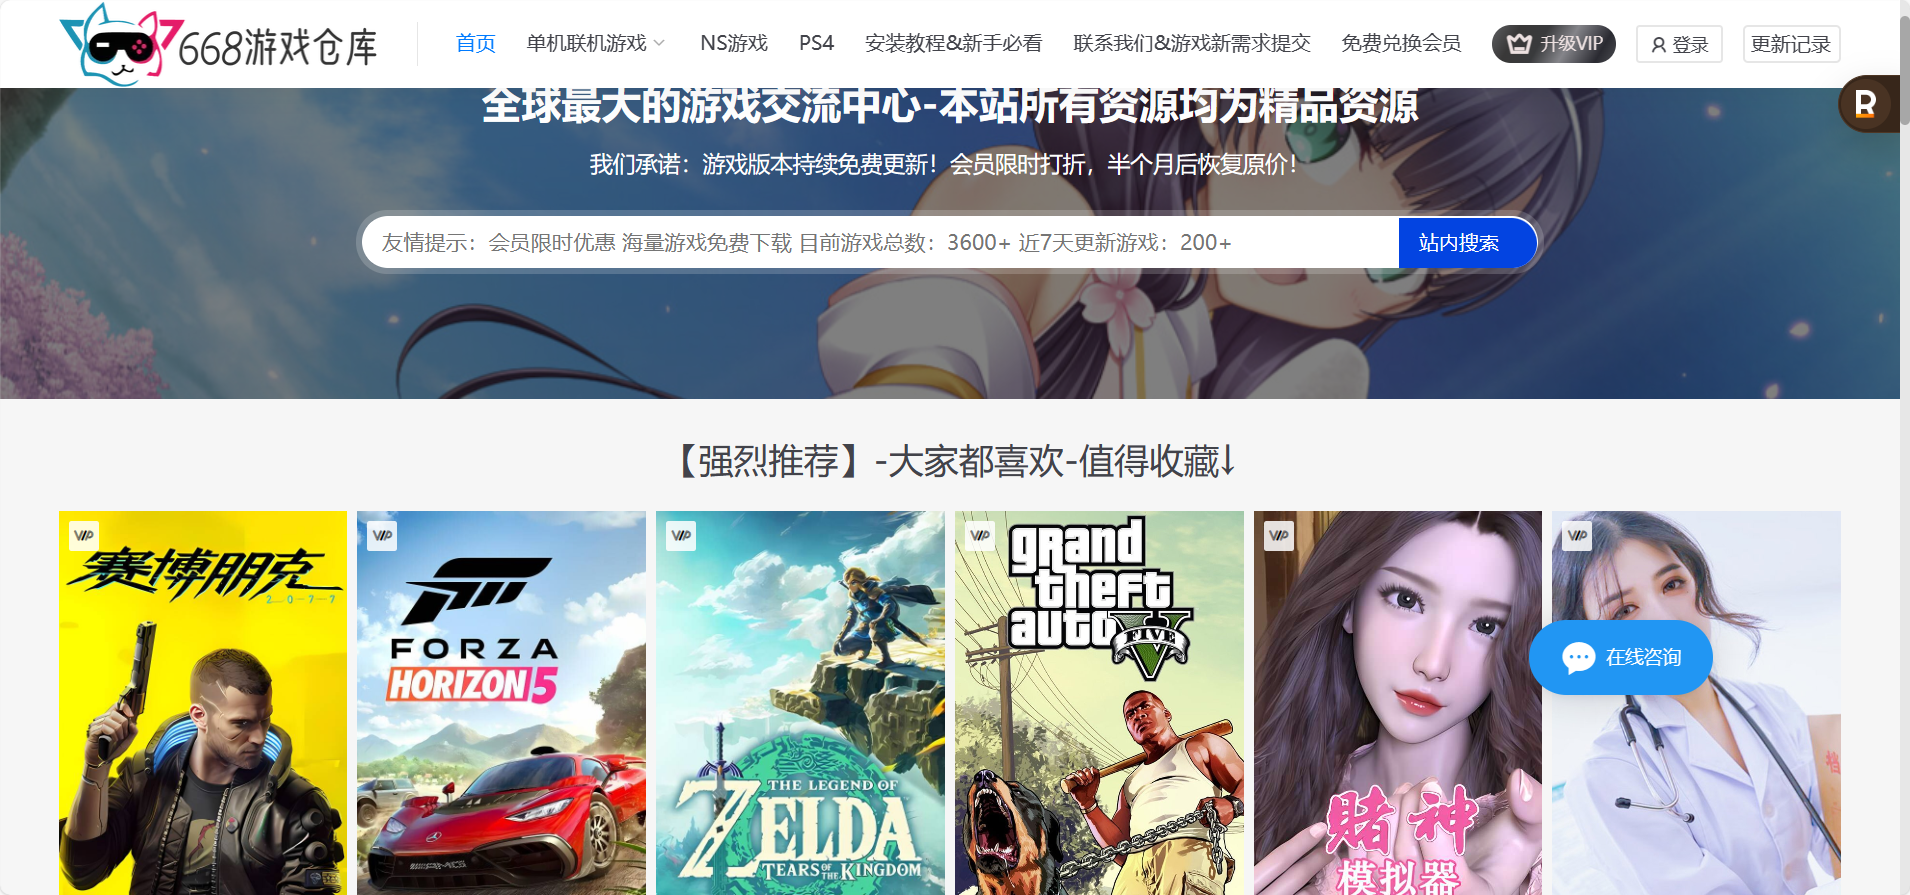 668游戏仓库
首页 单机联机游戏 NS游戏 PS4 安装教程&新手必看 联系我们&游戏新需求提交 免费兑换会员 升级VIP 登录 更新记录
R
全球最大的游戏交流中心-本站所有资源均为精品资源
我们承诺：游戏版本持续免费更新！会员限时打折，半个月后恢复原价！
友情提示：会员限时优惠 海量游戏免费下载 目前游戏总数：3600+ 近7天更新游戏：200+ 站内搜索
【强烈推荐】-大家都喜欢-值得收藏↓
VIP
赛博朋克
2077
VIP
FORZA
HORIZON 5
VIP
THE LEGEND OF
ZELDA
TEARS OF THE KINGDOM
VIP
grand
theft
auto
V
FIVE
VIP
赌神
模拟器
VIP
在线咨询